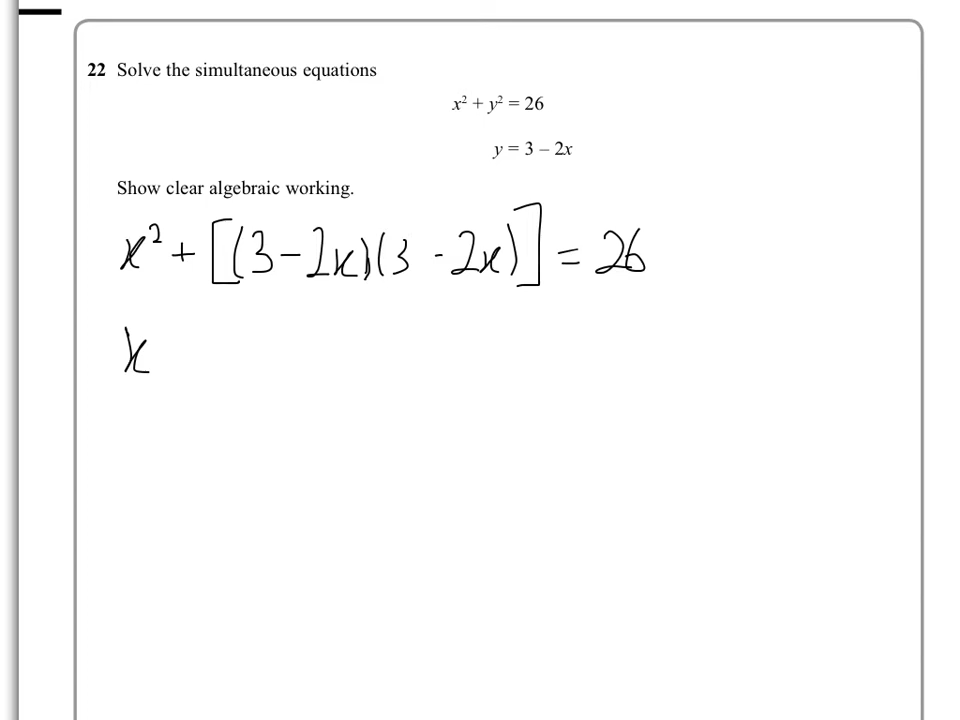 22 Solve the simultaneous equations
x² + y² = 26
y = 3 – 2x
Show clear algebraic working.
x² + [(3 - 2x)(3 - 2x)] = 26
x